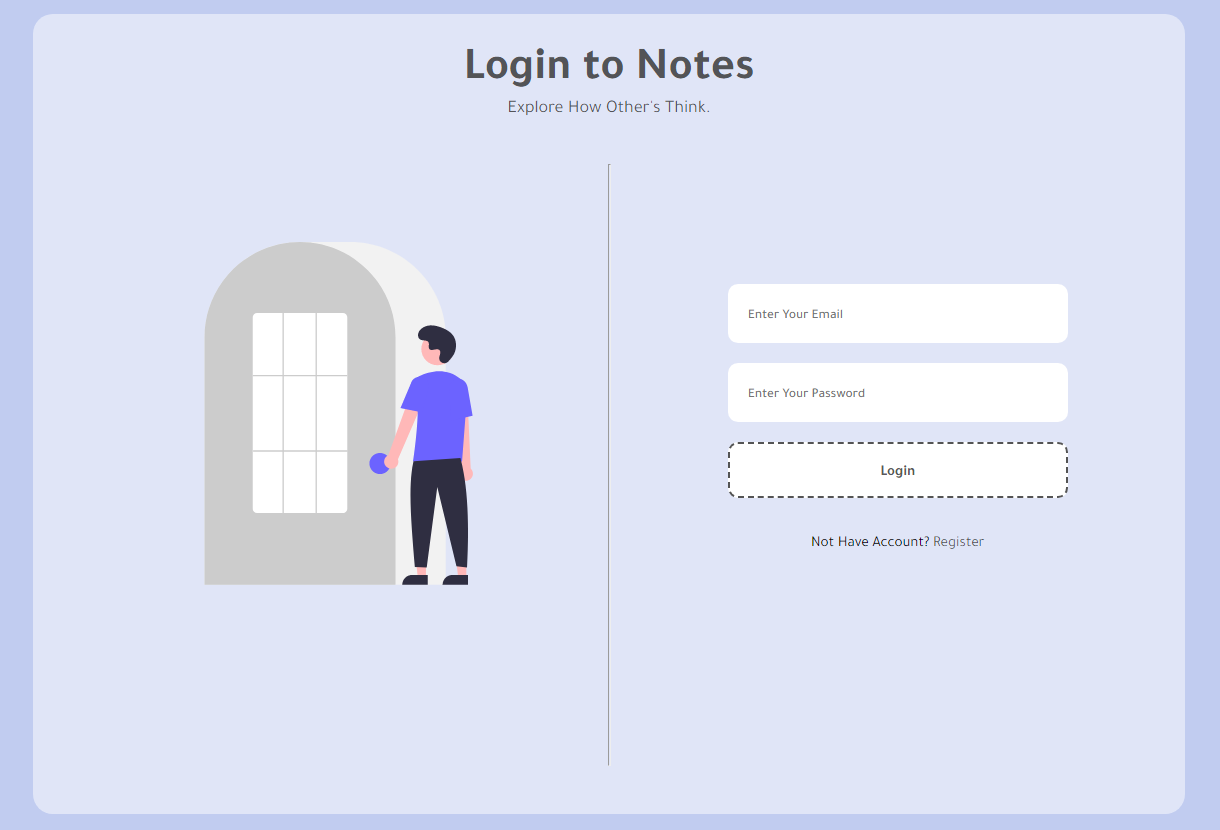 Login to Notes
Explore How Other's Think.
Enter Your Email
Enter Your Password
Login
Not Have Account? Register